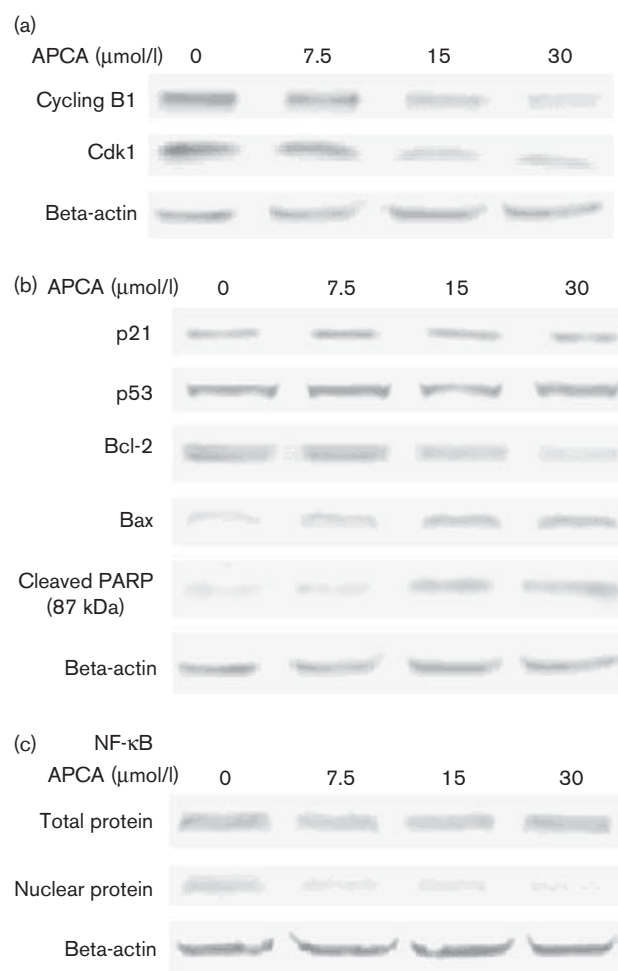 (a)
APCA (μmol/l) 0 7.5 15 30
Cycling B1
Cdk1
Beta-actin
(b) APCA (μmol/l) 0 7.5 15 30
p21
p53
Bcl-2
Bax
Cleaved PARP
(87 kDa)
Beta-actin
(c) NF-κB
APCA (μmol/l) 0 7.5 15 30
Total protein
Nuclear protein
Beta-actin